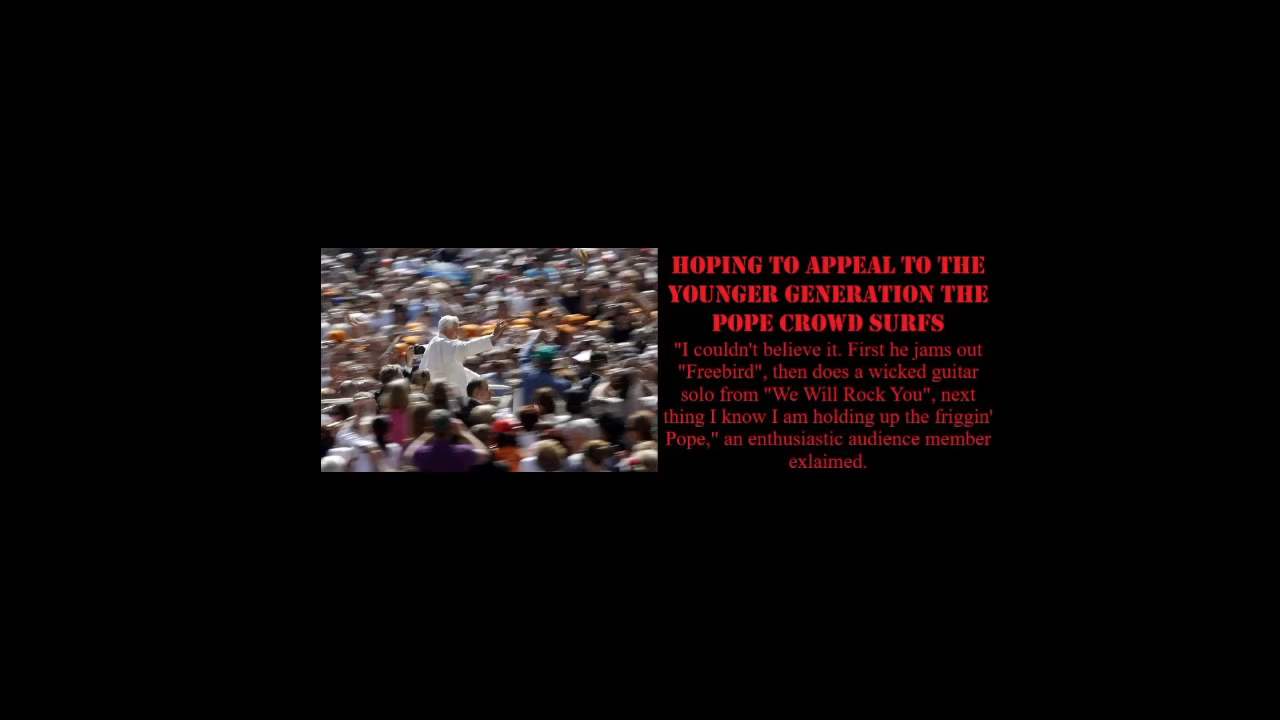 HOPING TO APPEAL TO THE
YOUNGER GENERATION THE
POPE CROWD SURFS
"I couldn't believe it. First he jams out
"Freebird", then does a wicked guitar
solo from "We Will Rock You", next
thing I know I am holding up the friggin'
Pope," an enthusiastic audience member
exlaimed.